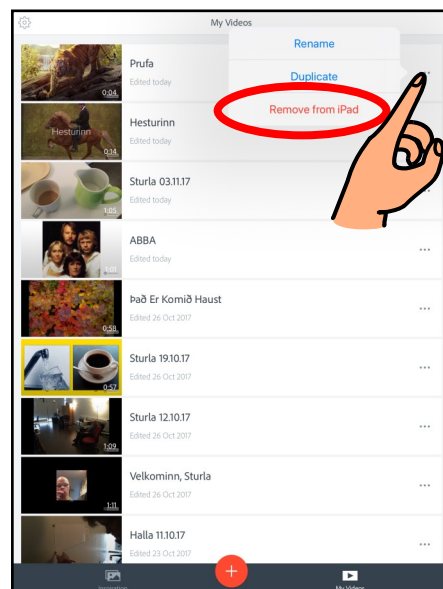 My Videos
Rename
Duplicate
Remove from iPad
Prufa
Edited today
0:04
Hesturinn
Hesturinn
Edited today
0:14
Sturla 03.11.17
Edited today
1:05
ABBA
Edited today
1:01
Það Er Komið Haust
Edited 26 Oct 2017
0:58
Sturla 19.10.17
Edited 26 Oct 2017
0:57
Sturla 12.10.17
Edited 26 Oct 2017
1:09
Velkominn, Sturla
Edited 26 Oct 2017
1:11
Halla 11.10.17
Edited 23 Oct 2017
Inspiration
My Videos